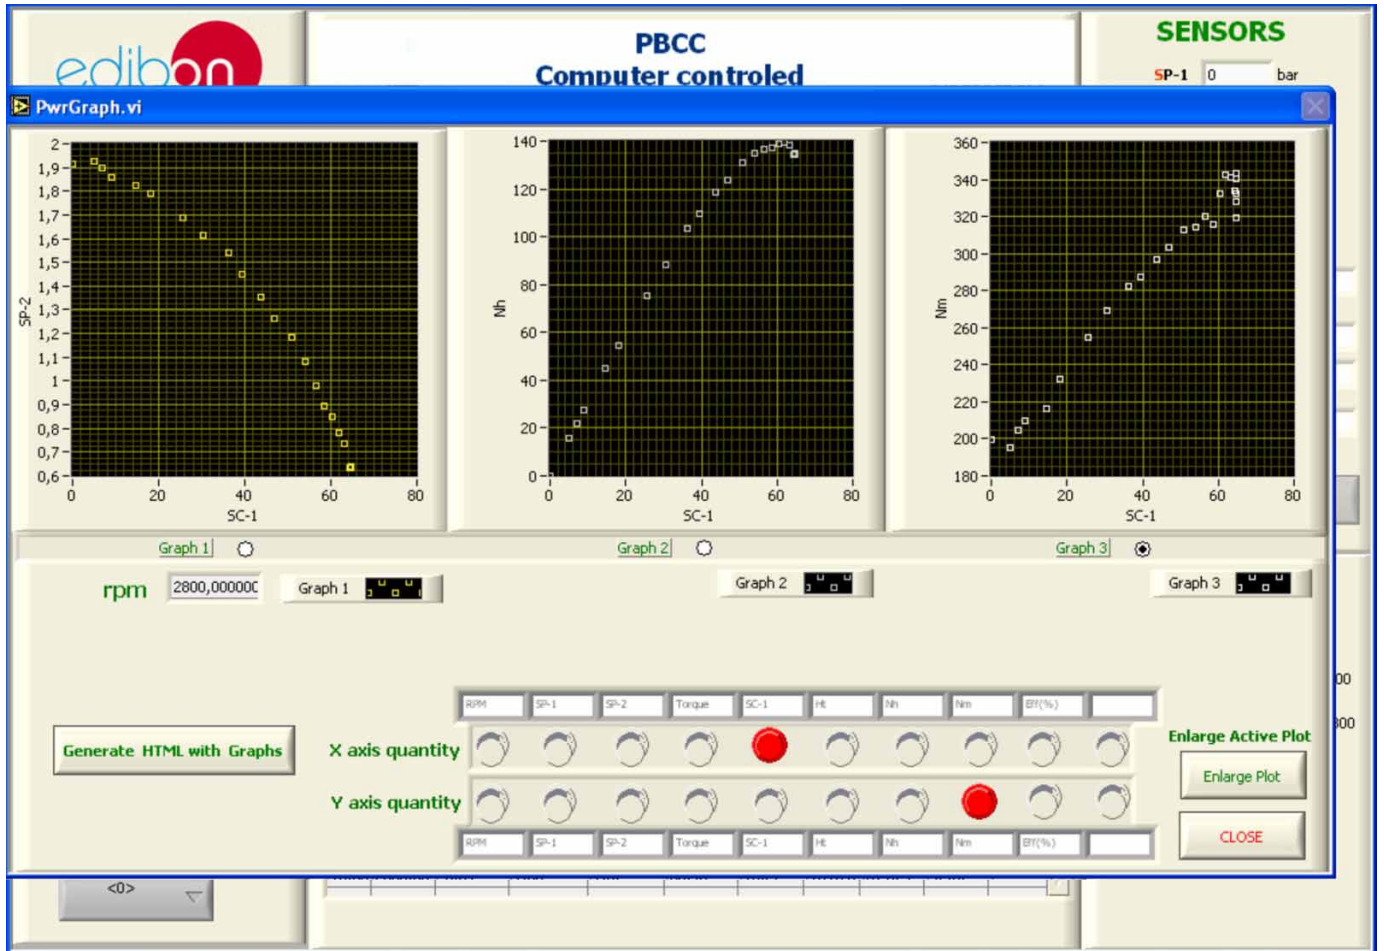 edibon
PBCC
Computer controled
SENSORS
SP-1 0 bar
PwrGraph.vi
2
1,9
1,8
1,7
1,6
1,5
1,4
1,3
1,2
1,1
1
0,9
0,8
0,7
0,6
SP-2
0 20 40 60 80
SC-1
140
120
100
80
60
40
20
0
Nh
0 20 40 60 80
SC-1
360
340
320
300
280
260
240
220
200
180
Nm
0 20 40 60 80
SC-1
Graph 1 Graph 2 Graph 3
rpm 2800,000000 Graph 1 Graph 2 Graph 3
RPM SP-1 SP-2 Torque SC-1 Ht Nh Nm Eff(%)
Generate HTML with Graphs
X axis quantity
Y axis quantity
RPM SP-1 SP-2 Torque SC-1 Ht Nh Nm Eff(%)
Enlarge Active Plot
Enlarge Plot
CLOSE
00
300
<0>